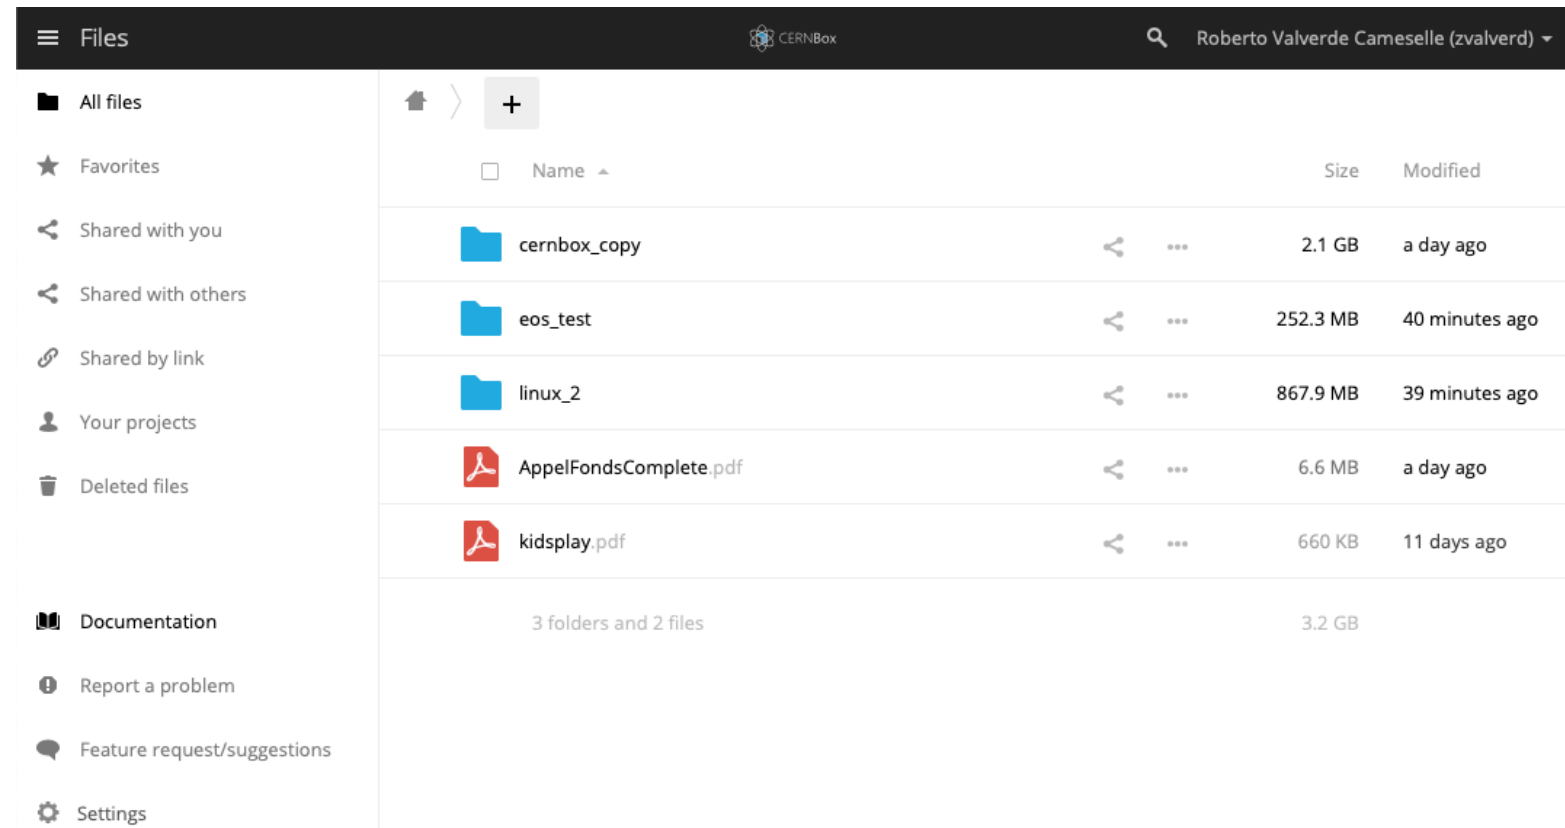 Files
CERNBox
Roberto Valverde Cameselle (zvalverd)
All files
Favorites
Shared with you
Shared with others
Shared by link
Your projects
Deleted files
Documentation
Report a problem
Feature request/suggestions
Settings
+
Name Size Modified
cernbox_copy 2.1 GB a day ago
eos_test 252.3 MB 40 minutes ago
linux_2 867.9 MB 39 minutes ago
AppelFondsComplete.pdf 6.6 MB a day ago
kidsplay.pdf 660 KB 11 days ago
3 folders and 2 files 3.2 GB